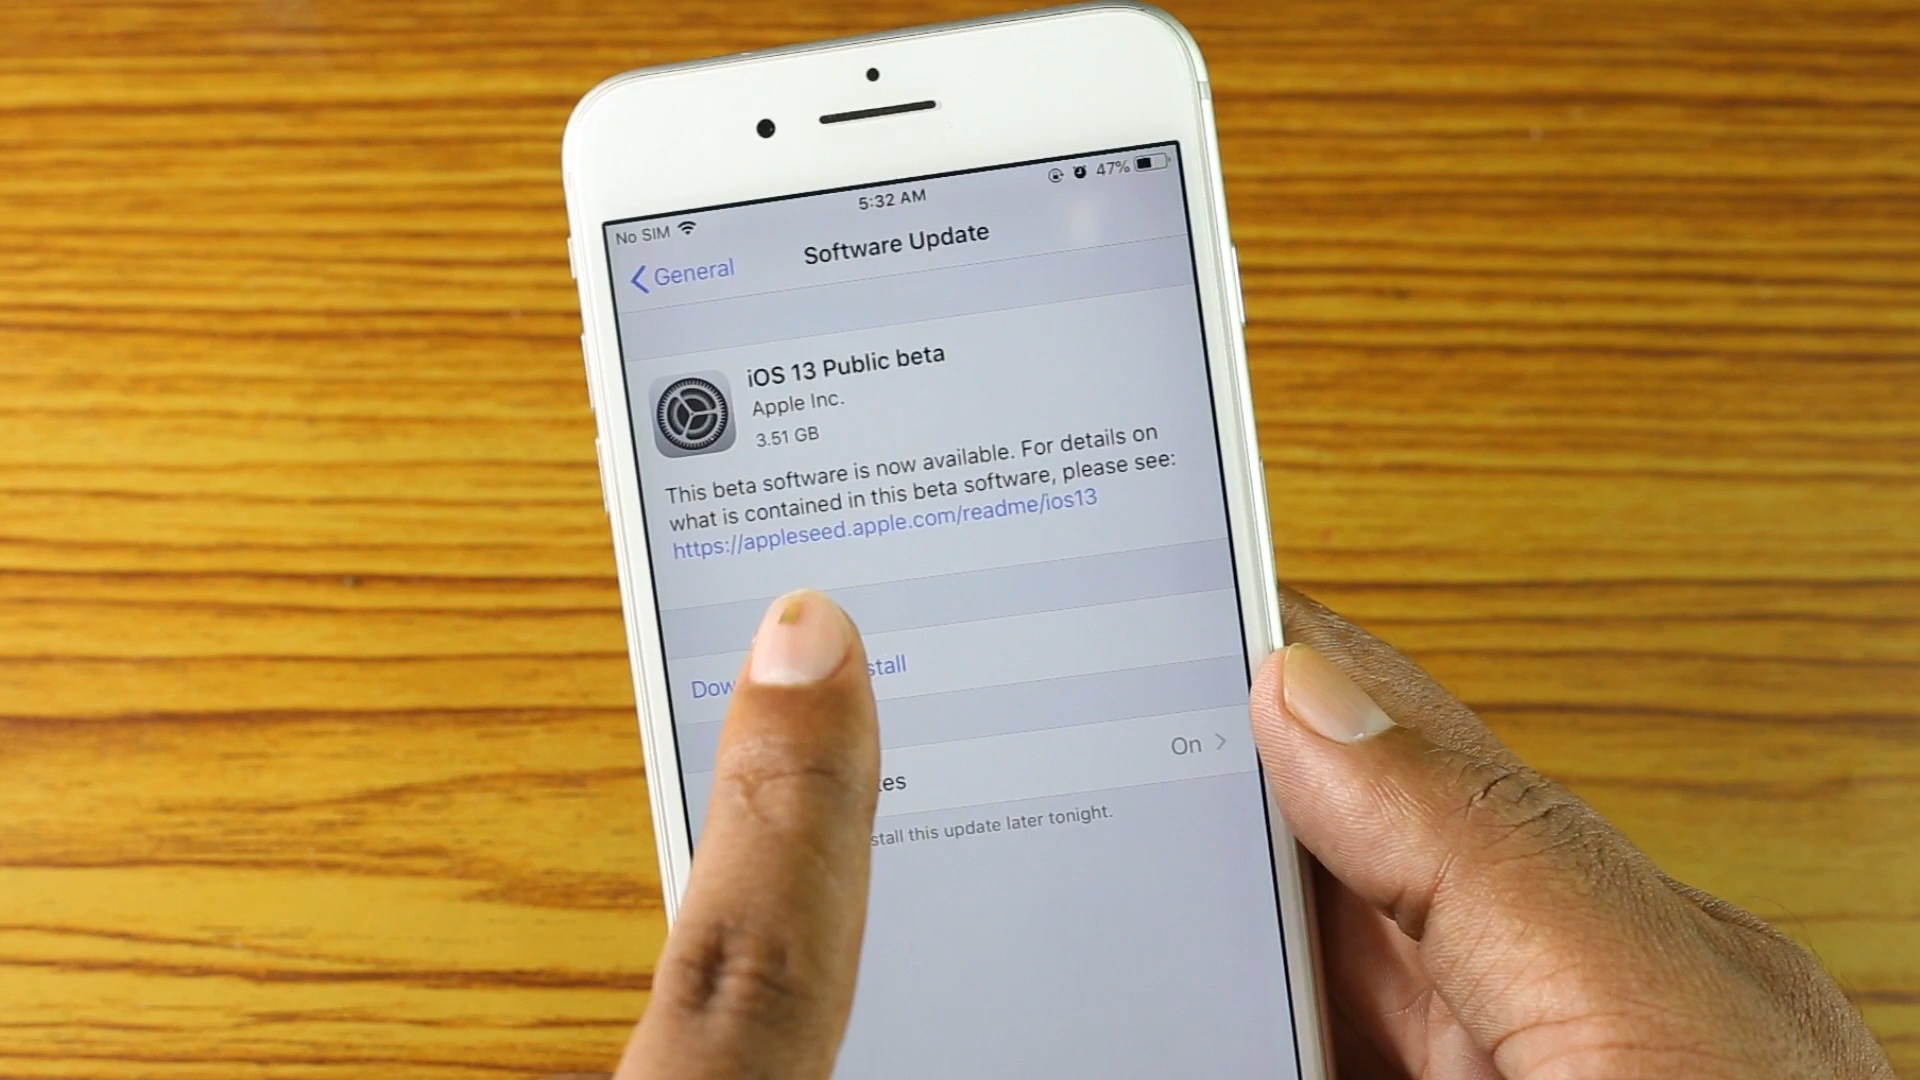 No SIM 5:32 AM 47%
General Software Update
iOS 13 Public beta
Apple Inc.
3.51 GB
This beta software is now available. For details on
what is contained in this beta software, please see:
https://appleseed.apple.com/readme/ios13
Dow stall
es On
stall this update later tonight.